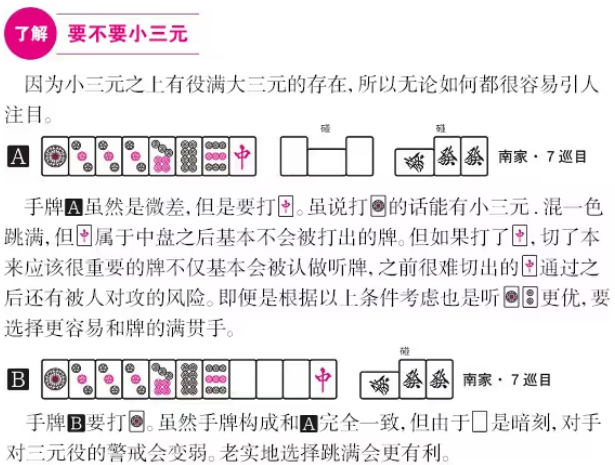 了解 要不要小三元
因为小三元之上有役满大三元的存在,所以无论如何都很容易引人
注目。
碰 碰
A 中 發 發 發 南家·7巡目
手牌A虽然是微差,但是要打中。虽说打的话能有小三元.混一色
跳满,但中属于中盘之后基本不会被打出的牌。但如果打了中,切了本
来应该很重要的牌不仅基本会被认做听牌,之前很难切出的中通过之
后还有被人对攻的风险。即便是根据以上条件考虑也是听更优,要
选择更容易和牌的满贯手。
碰
B 中 發 發 發 南家·7巡目
手牌B要打。虽然手牌构成和A完全一致,但由于是暗刻,对手
对三元役的警戒会变弱。老实地选择跳满会更有利。